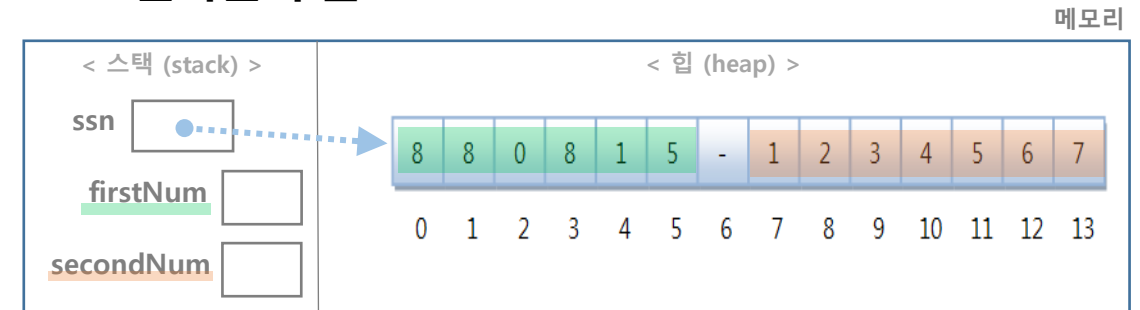 메모리
< 스택 (stack) >
< 힙 (heap) >
ssn
8 8 0 8 1 5 - 1 2 3 4 5 6 7
firstNum
0 1 2 3 4 5 6 7 8 9 10 11 12 13
secondNum